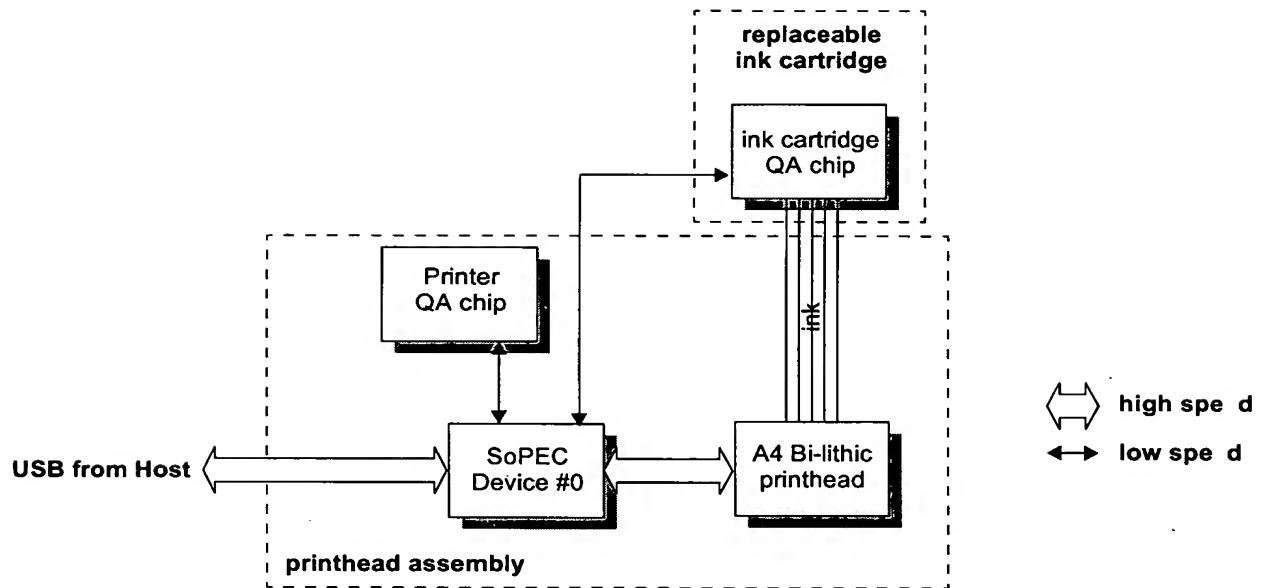 replaceable
ink cartridge
ink cartridge
QA chip
Printer
QA chip
ink
SoPEC
Device #0
A4 Bi-lithic
printhead
USB from Host
high spe d
low spe d
printhead assembly